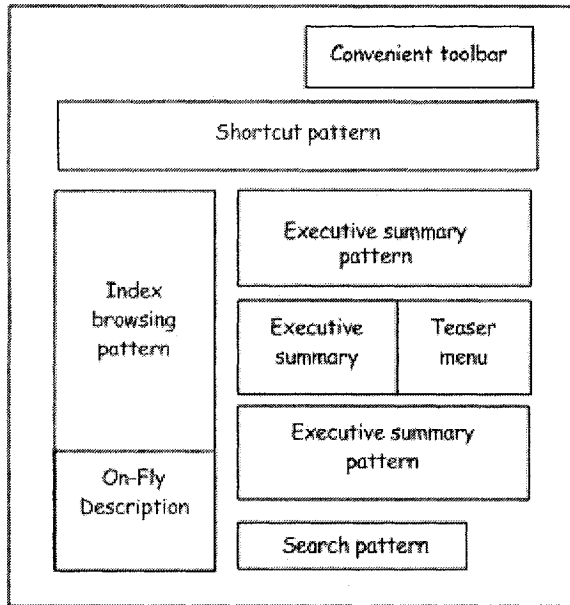 Convenient toolbar
Shortcut pattern
Index
browsing
pattern
On-Fly
Description
Executive summary
pattern
Executive
summary
Teaser
menu
Executive summary
pattern
Search pattern